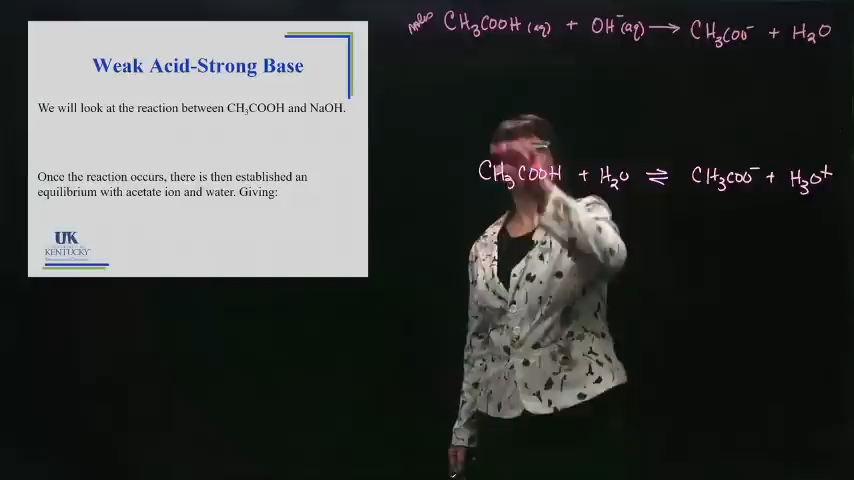 Weak Acid-Strong Base
We will look at the reaction between CH₃COOH and NaOH.
Once the reaction occurs, there is then established an
equilibrium with acetate ion and water. Giving:
UK
KENTUCKY
moles CH₃COOH (aq) + OH⁻ (aq) → CH₃COO⁻ + H₂O
CH₃COOH + H₂O ⇌ CH₃COO⁻ + H₃O⁺